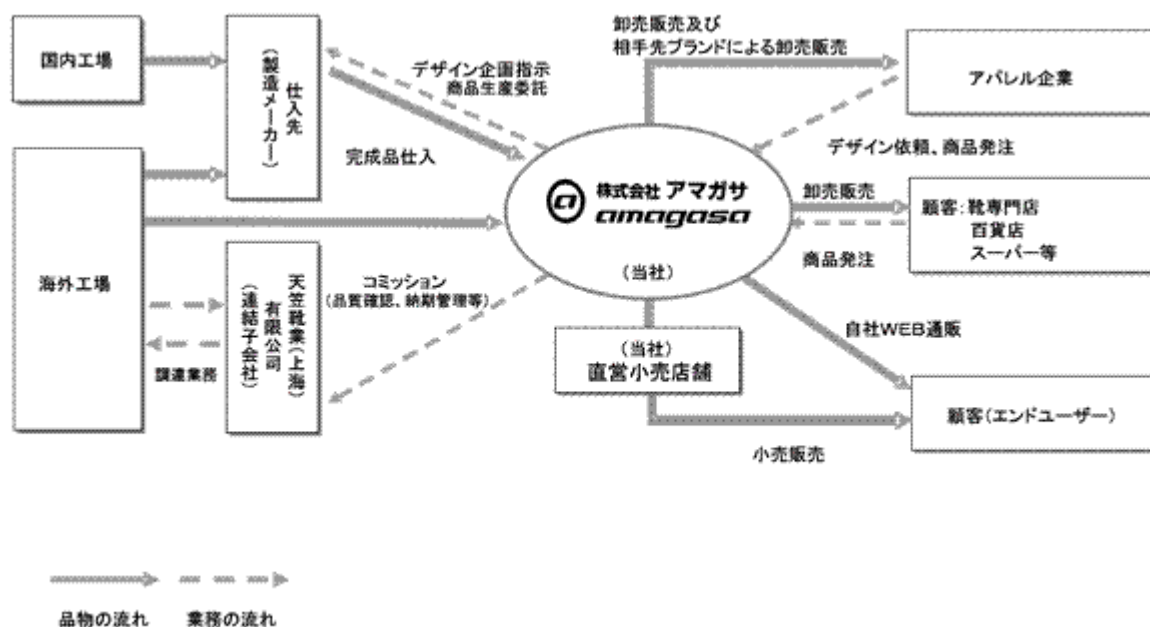 国内工場
仕入先
(製造メーカー)
デザイン企画指示
商品生産委託
卸売販売及び
相手先ブランドによる卸売販売
アパレル企業
デザイン依頼、商品発注
完成品仕入
a 株式会社 アマガサ
amagasa
(当社)
卸売販売
商品発注
顧客:靴専門店
百貨店
スーパー等
海外工場
調達業務
天笠靴業(上海)
有限公司
(連結子会社)
コミッション
(品質確認、納期管理等)
(当社)
直営小売店舗
自社WEB通販
顧客(エンドユーザー)
小売販売
品物の流れ
業務の流れ